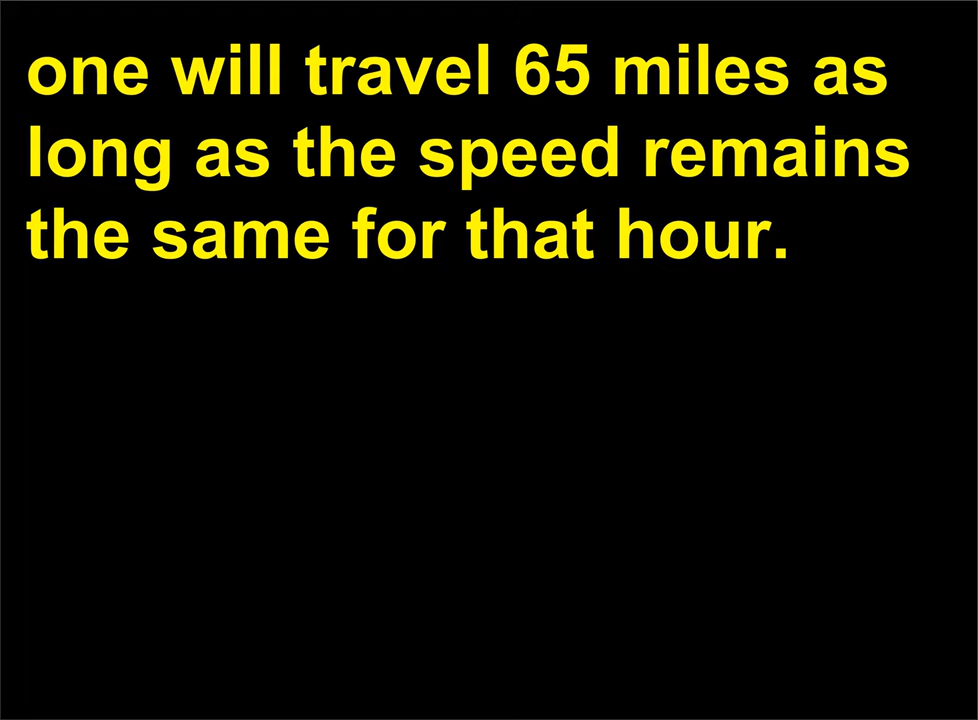 one will travel 65 miles as
long as the speed remains
the same for that hour.